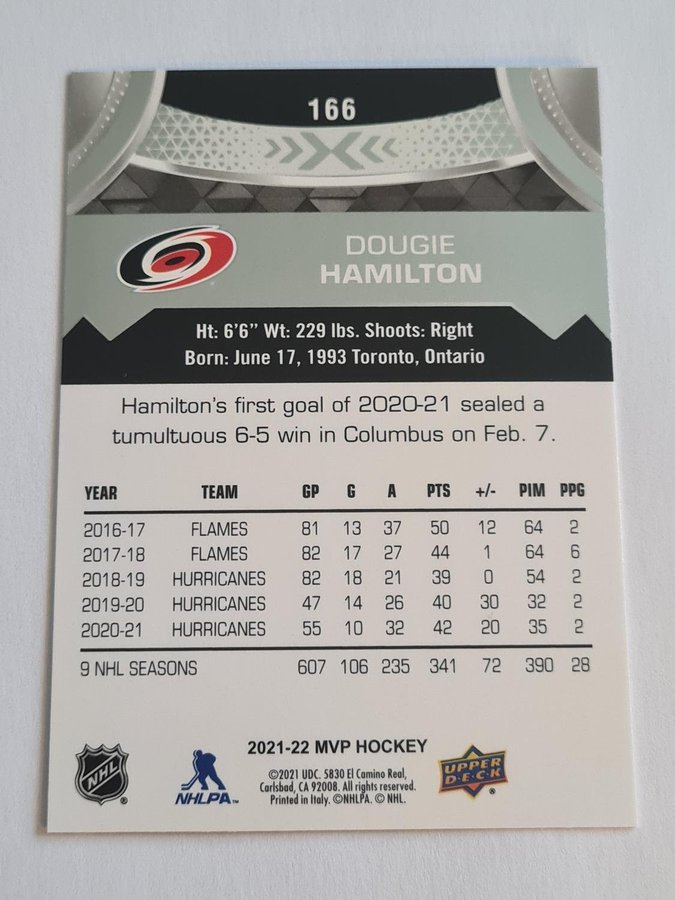 166
DOUGIE
HAMILTON
Ht: 6'6" Wt: 229 lbs. Shoots: Right
Born: June 17, 1993 Toronto, Ontario
Hamilton's first goal of 2020-21 sealed a
tumultuous 6-5 win in Columbus on Feb. 7.
YEAR TEAM GP G A PTS +/- PIM PPG
2016-17 FLAMES 81 13 37 50 12 64 2
2017-18 FLAMES 82 17 27 44 1 64 6
2018-19 HURRICANES 82 18 21 39 0 54 2
2019-20 HURRICANES 47 14 26 40 30 32 2
2020-21 HURRICANES 55 10 32 42 20 35 2
9 NHL SEASONS 607 106 235 341 72 390 28
2021-22 MVP HOCKEY
©2021 UDC. 5830 El Camino Real,
Carlsbad, CA 92008. All rights reserved.
Printed in Italy. ©NHLPA. © NHL.
NHL ®
NHLPA™
UPPER
D·E·C·K ®